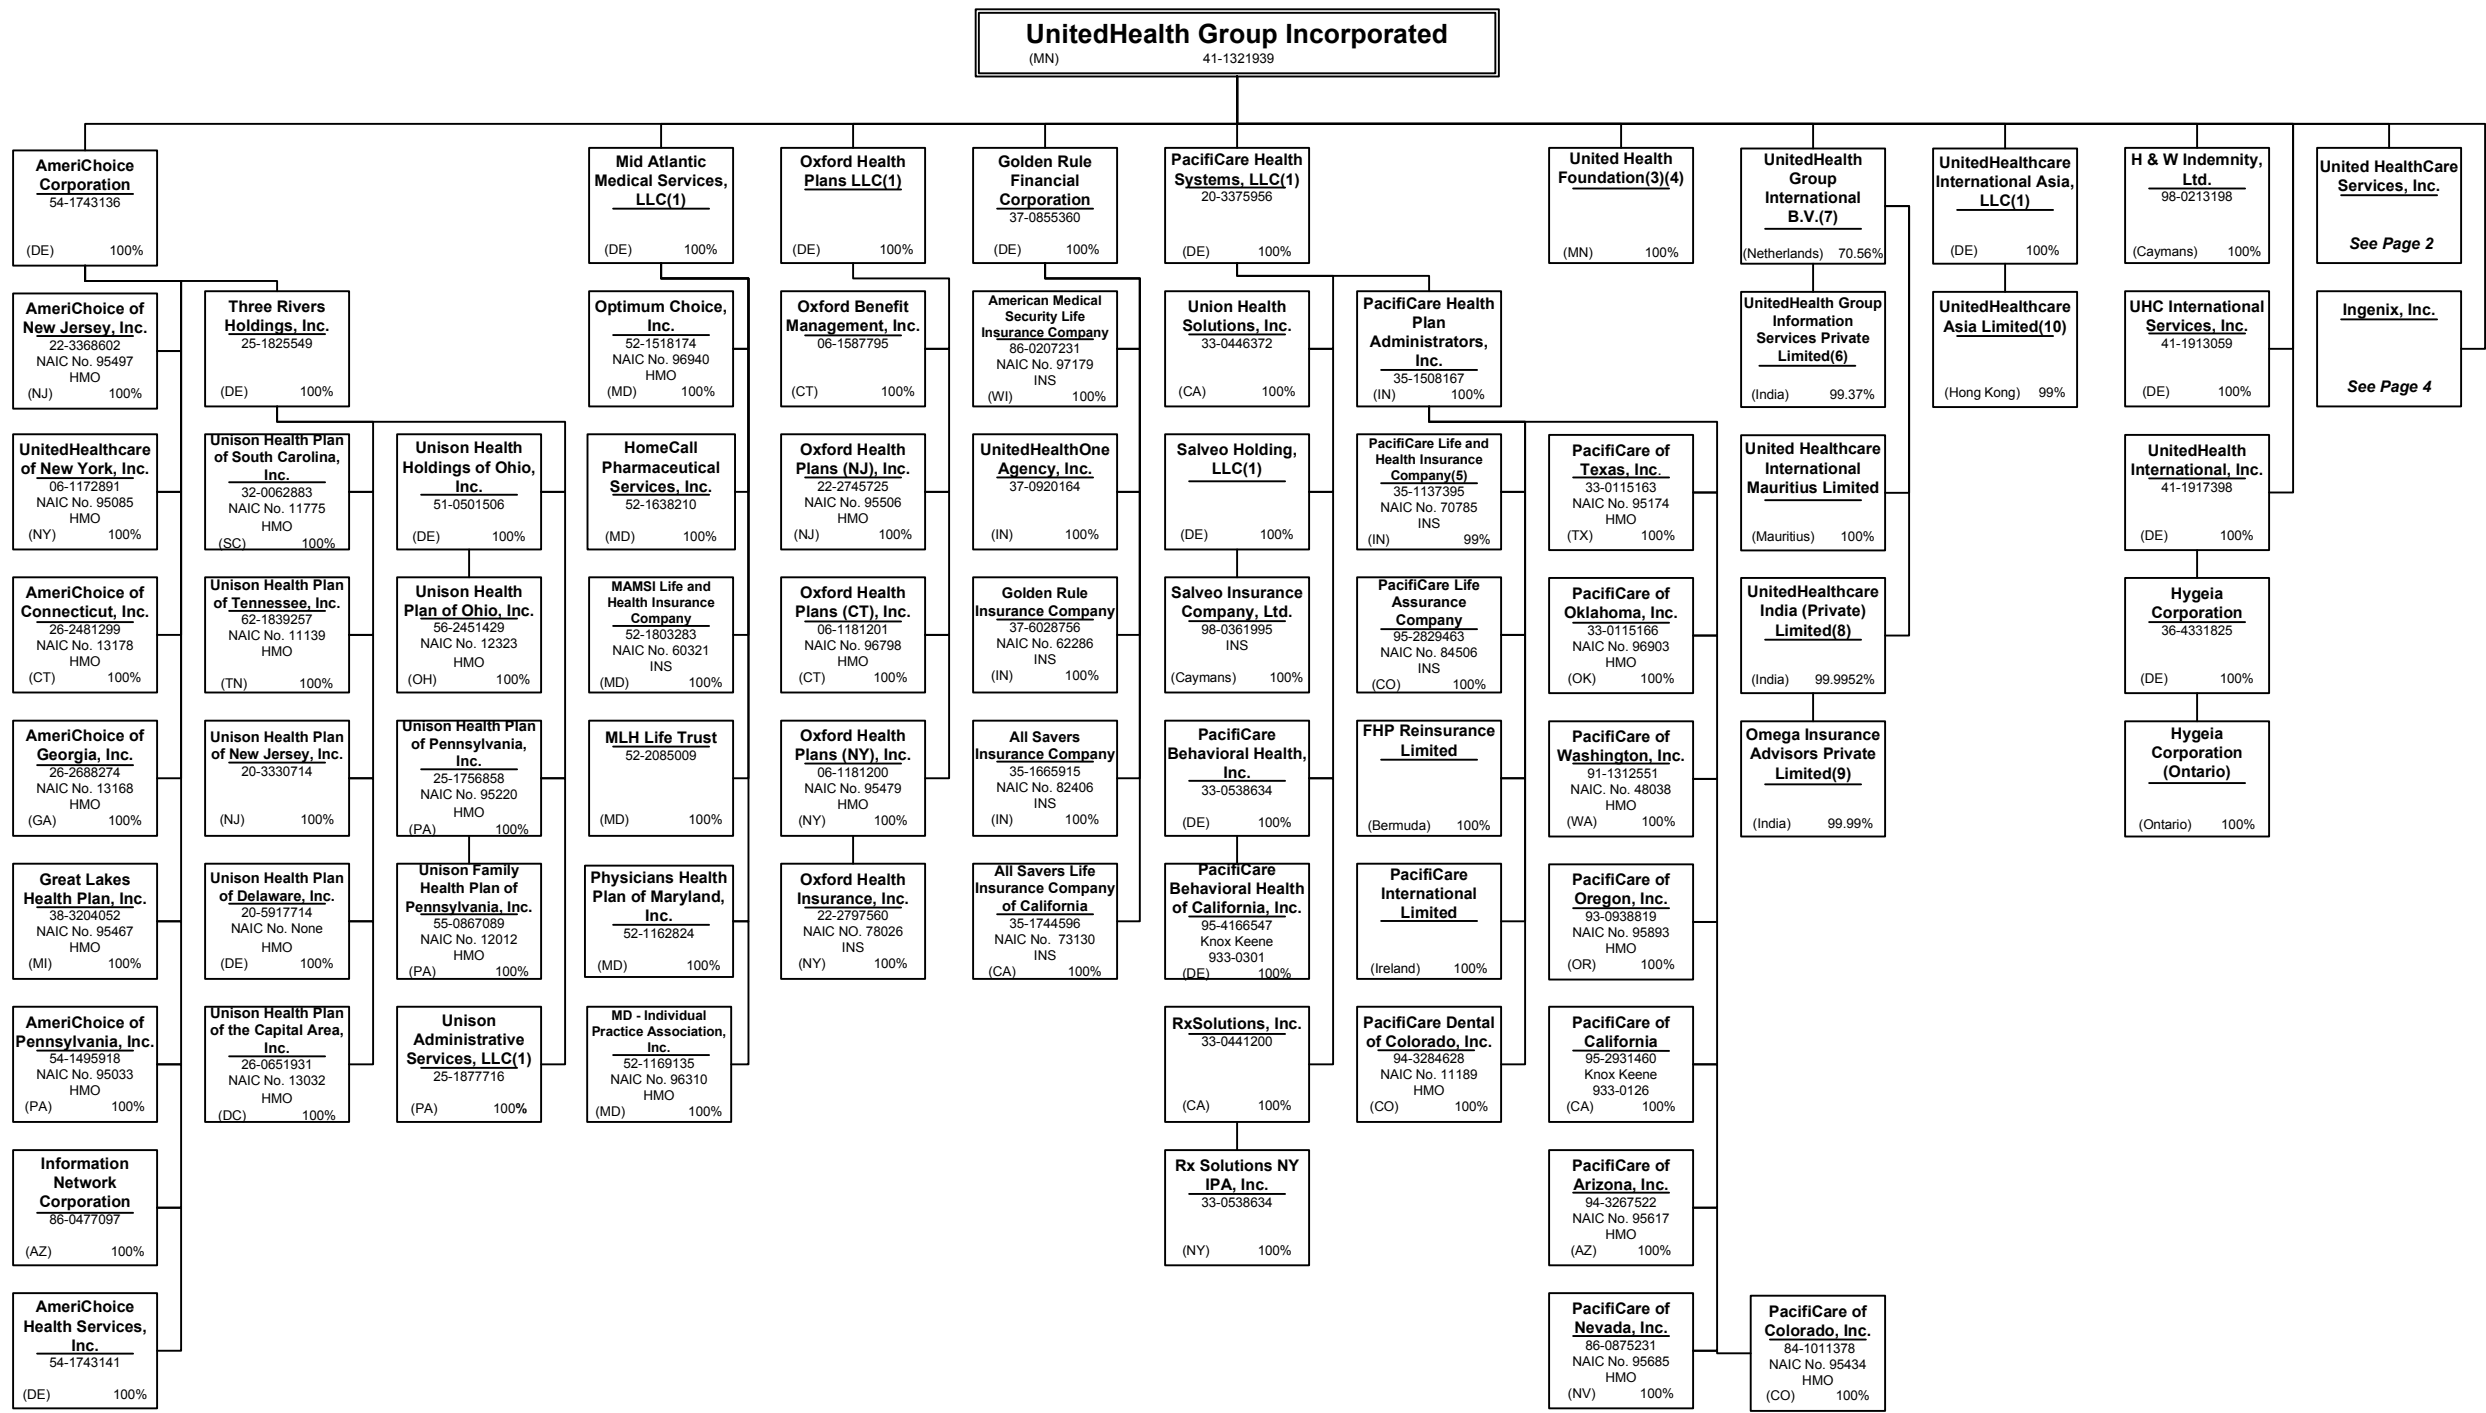 UnitedHealth Group Incorporated
(MN) 41-1321939
AmeriChoice
Corporation
54-1743136
(DE) 100%
Mid Atlantic
Medical Services,
LLC(1)
(DE) 100%
Oxford Health
Plans LLC(1)
(DE) 100%
Golden Rule
Financial
Corporation
37-0855360
(DE) 100%
PacifiCare Health
Systems, LLC(1)
20-3375956
(DE) 100%
United Health
Foundation(3)(4)
(MN) 100%
UnitedHealth
Group
International
B.V.(7)
(Netherlands) 70.56%
UnitedHealthcare
International Asia,
LLC(1)
(DE) 100%
H & W Indemnity,
Ltd.
98-0213198
(Caymans) 100%
United HealthCare
Services, Inc.
See Page 2
AmeriChoice of
New Jersey, Inc.
22-3368602
NAIC No. 95497
HMO
(NJ) 100%
Three Rivers
Holdings, Inc.
25-1825549
(DE) 100%
Optimum Choice,
Inc.
52-1518174
NAIC No. 96940
HMO
(MD) 100%
Oxford Benefit
Management, Inc.
06-1587795
(CT) 100%
American Medical
Security Life
Insurance Company
86-0207231
NAIC No. 97179
INS
(WI) 100%
Union Health
Solutions, Inc.
33-0446372
(CA) 100%
PacifiCare Health
Plan
Administrators,
Inc.
35-1508167
(IN) 100%
UnitedHealth Group
Information
Services Private
Limited(6)
(India) 99.37%
UnitedHealthcare
Asia Limited(10)
(Hong Kong) 99%
UHC International
Services, Inc.
41-1913059
(DE) 100%
Ingenix, Inc.
See Page 4
UnitedHealthcare
of New York, Inc.
06-1172891
NAIC No. 95085
HMO
(NY) 100%
Unison Health Plan
of South Carolina,
Inc.
32-0062883
NAIC No. 11775
HMO
(SC) 100%
Unison Health
Holdings of Ohio,
Inc.
51-0501506
(DE) 100%
HomeCall
Pharmaceutical
Services, Inc.
52-1638210
(MD) 100%
Oxford Health
Plans (NJ), Inc.
22-2745725
NAIC No. 95506
HMO
(NJ) 100%
UnitedHealthOne
Agency, Inc.
37-0920164
(IN) 100%
Salveo Holding,
LLC(1)
(DE) 100%
PacifiCare Life and
Health Insurance
Company(5)
35-1137395
NAIC No. 70785
INS
(IN) 99%
PacifiCare of
Texas, Inc.
33-0115163
NAIC No. 95174
HMO
(TX) 100%
United Healthcare
International
Mauritius Limited
(Mauritius) 100%
UnitedHealth
International, Inc.
41-1917398
(DE) 100%
AmeriChoice of
Connecticut, Inc.
26-2481299
NAIC No. 13178
HMO
(CT) 100%
Unison Health Plan
of Tennessee, Inc.
62-1839257
NAIC No. 11139
HMO
(TN) 100%
Unison Health
Plan of Ohio, Inc.
56-2451429
NAIC No. 12323
HMO
(OH) 100%
MAMSI Life and
Health Insurance
Company
52-1803283
NAIC No. 60321
INS
(MD) 100%
Oxford Health
Plans (CT), Inc.
06-1181201
NAIC No. 96798
HMO
(CT) 100%
Golden Rule
Insurance Company
37-6028756
NAIC No. 62286
INS
(IN) 100%
Salveo Insurance
Company, Ltd.
98-0361995
INS
(Caymans) 100%
PacifiCare Life
Assurance
Company
95-2829463
NAIC No. 84506
INS
(CO) 100%
PacifiCare of
Oklahoma, Inc.
33-0115166
NAIC No. 96903
HMO
(OK) 100%
UnitedHealthcare
India (Private)
Limited(8)
(India) 99.9952%
Hygeia
Corporation
36-4331825
(DE) 100%
AmeriChoice of
Georgia, Inc.
26-2688274
NAIC No. 13168
HMO
(GA) 100%
Unison Health Plan
of New Jersey, Inc.
20-3330714
(NJ) 100%
Unison Health Plan
of Pennsylvania,
Inc.
25-1756858
NAIC No. 95220
HMO
(PA) 100%
MLH Life Trust
52-2085009
(MD) 100%
Oxford Health
Plans (NY), Inc.
06-1181200
NAIC No. 95479
HMO
(NY) 100%
All Savers
Insurance Company
35-1665915
NAIC No. 82406
INS
(IN) 100%
PacifiCare
Behavioral Health,
Inc.
33-0538634
(DE) 100%
FHP Reinsurance
Limited
(Bermuda) 100%
PacifiCare of
Washington, Inc.
91-1312551
NAIC. No. 48038
HMO
(WA) 100%
Omega Insurance
Advisors Private
Limited(9)
(India) 99.99%
Hygeia
Corporation
(Ontario)
(Ontario) 100%
Great Lakes
Health Plan, Inc.
38-3204052
NAIC No. 95467
HMO
(MI) 100%
Unison Health Plan
of Delaware, Inc.
20-5917714
NAIC No. None
HMO
(DE) 100%
Unison Family
Health Plan of
Pennsylvania, Inc.
55-0867089
NAIC No. 12012
HMO
(PA) 100%
Physicians Health
Plan of Maryland,
Inc.
52-1162824
(MD) 100%
Oxford Health
Insurance, Inc.
22-2797560
NAIC NO. 78026
INS
(NY) 100%
All Savers Life
Insurance Company
of California
35-1744596
NAIC No. 73130
INS
(CA) 100%
PacifiCare
Behavioral Health
of California, Inc.
95-4166547
Knox Keene
933-0301
(DE) 100%
PacifiCare
International
Limited
(Ireland) 100%
PacifiCare of
Oregon, Inc.
93-0938819
NAIC No. 95893
HMO
(OR) 100%
AmeriChoice of
Pennsylvania, Inc.
54-1495918
NAIC No. 95033
HMO
(PA) 100%
Unison Health Plan
of the Capital Area,
Inc.
26-0651931
NAIC No. 13032
HMO
(DC) 100%
Unison
Administrative
Services, LLC(1)
25-1877716
(PA) 100%
MD - Individual
Practice Association,
Inc.
52-1169135
NAIC No. 96310
HMO
(MD) 100%
RxSolutions, Inc.
33-0441200
(CA) 100%
PacifiCare Dental
of Colorado, Inc.
94-3284628
NAIC No. 11189
HMO
(CO) 100%
PacifiCare of
California
95-2931460
Knox Keene
933-0126
(CA) 100%
Information
Network
Corporation
86-0477097
(AZ) 100%
Rx Solutions NY
IPA, Inc.
33-0538634
(NY) 100%
PacifiCare of
Arizona, Inc.
94-3267522
NAIC No. 95617
HMO
(AZ) 100%
AmeriChoice
Health Services,
Inc.
54-1743141
(DE) 100%
PacifiCare of
Nevada, Inc.
86-0875231
NAIC No. 95685
HMO
(NV) 100%
PacifiCare of
Colorado, Inc.
84-1011378
NAIC No. 95434
HMO
(CO) 100%